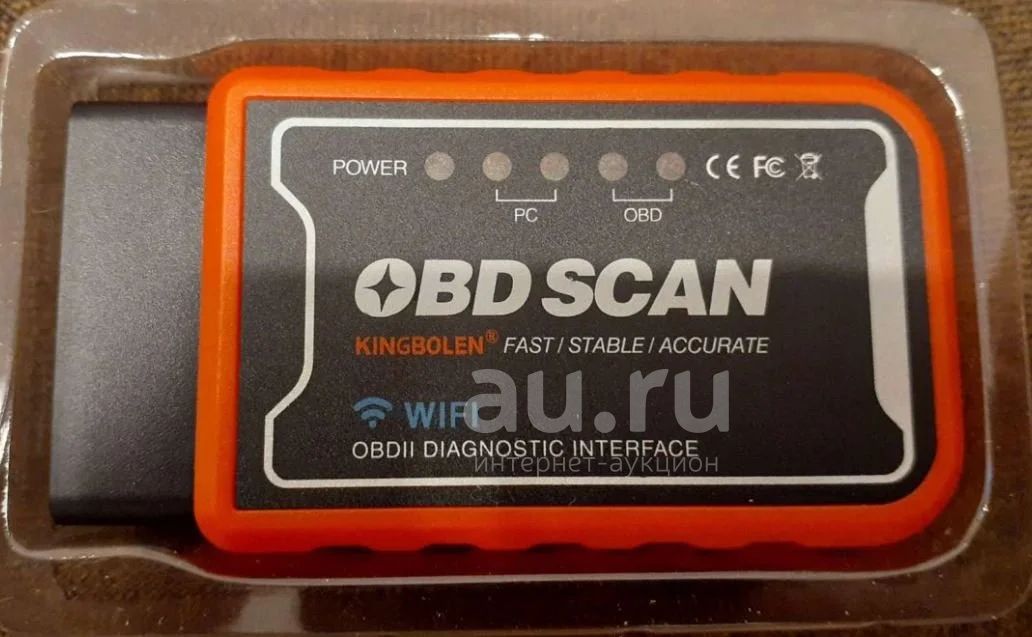 POWER CE FC
PC OBD
OBD SCAN
KINGBOLEN® FAST / STABLE / ACCURATE
au.ru
WIFI
OBDII DIAGNOSTIC INTERFACE
интернет-аукцион